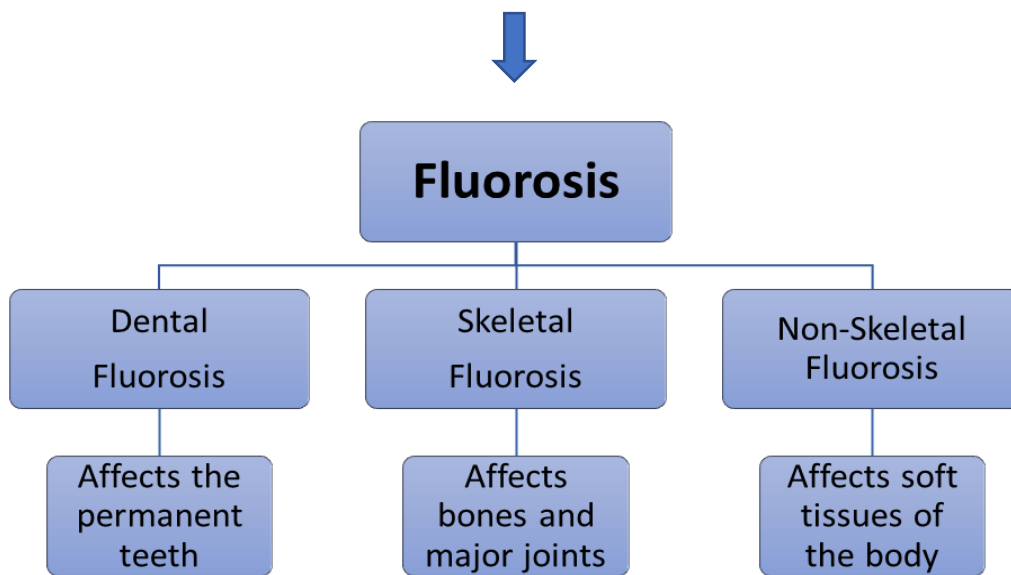 Fluorosis
Dental
Fluorosis
Skeletal
Fluorosis
Non-Skeletal
Fluorosis
Affects the
permanent
teeth
Affects
bones and
major joints
Affects soft
tissues of
the body